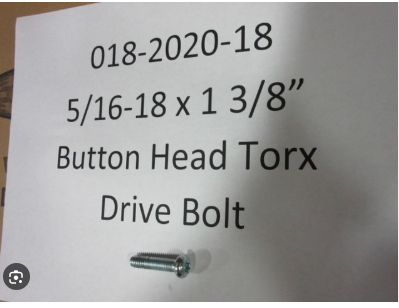 018-2020-18
5/16-18 x 1 3/8”
Button Head Torx
Drive Bolt